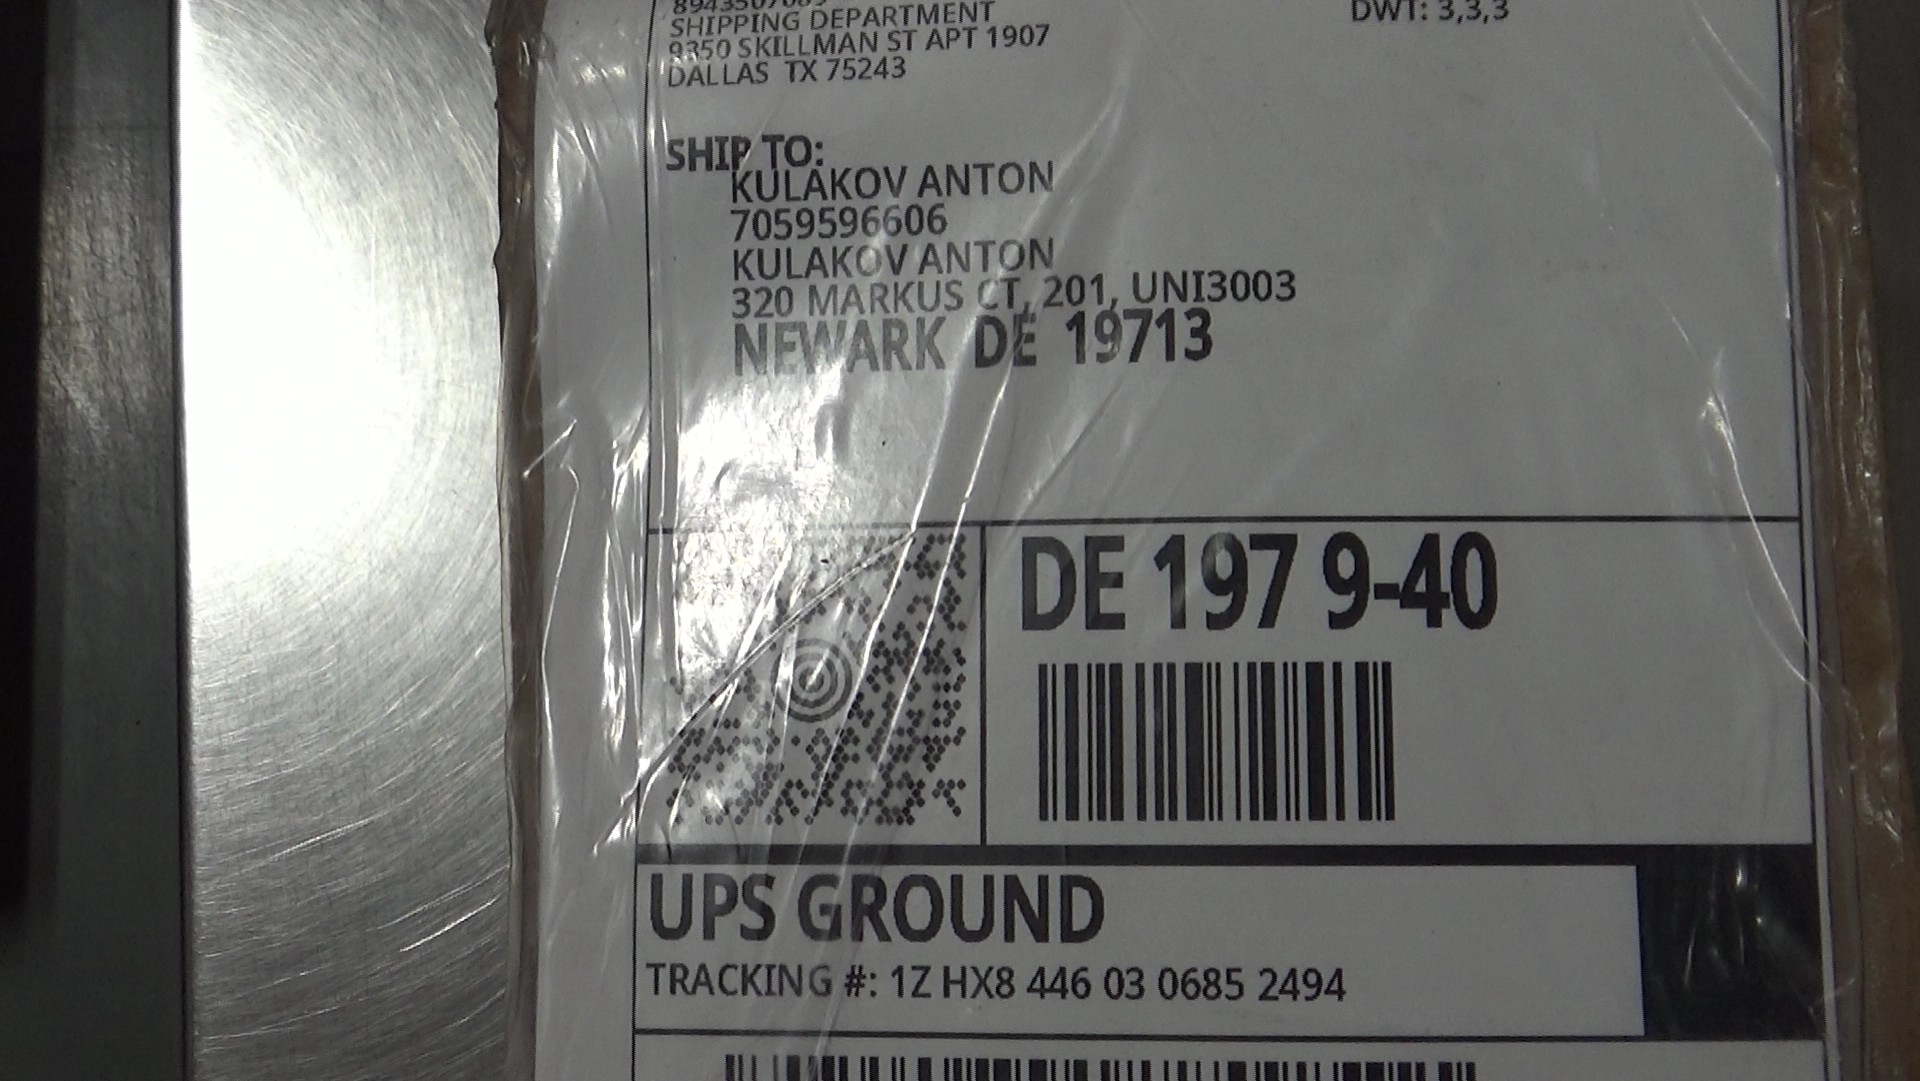 SHIPPING DEPARTMENT
9350 SKILLMAN ST APT 1907
DALLAS TX 75243
DWT: 3,3,3
SHIP TO:
KULAKOV ANTON
7059596606
KULAKOV ANTON
320 MARKUS CT, 201, UNI3003
NEWARK DE 19713
DE 197 9-40
UPS GROUND
TRACKING #: 1Z HX8 446 03 0685 2494